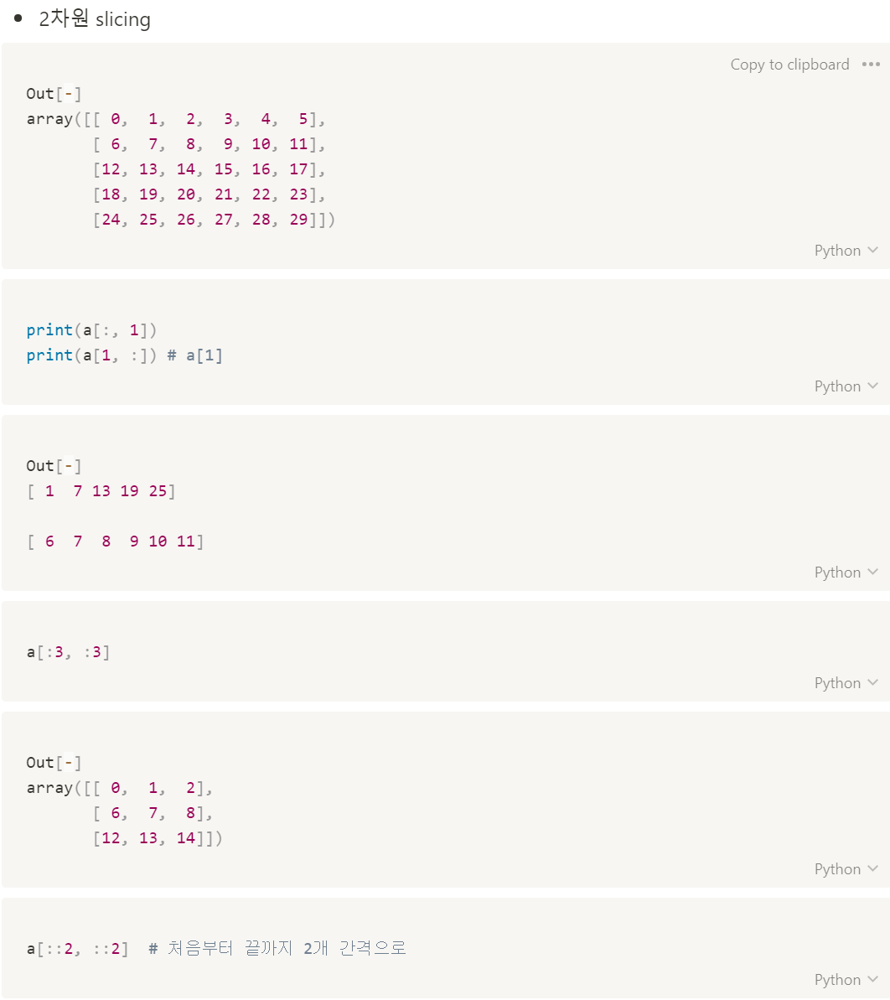 • 2차원 slicing
Copy to clipboard •••
Out[-]
array([[ 0,  1,  2,  3,  4,  5],
       [ 6,  7,  8,  9, 10, 11],
       [12, 13, 14, 15, 16, 17],
       [18, 19, 20, 21, 22, 23],
       [24, 25, 26, 27, 28, 29]])
Python
print(a[:, 1])
print(a[1, :]) # a[1]
Python
Out[-]
[ 1  7 13 19 25]
[ 6  7  8  9 10 11]
Python
a[:3, :3]
Python
Out[-]
array([[ 0,  1,  2],
       [ 6,  7,  8],
       [12, 13, 14]])
Python
a[::2, ::2]  # 처음부터 끝까지 2개 간격으로
Python